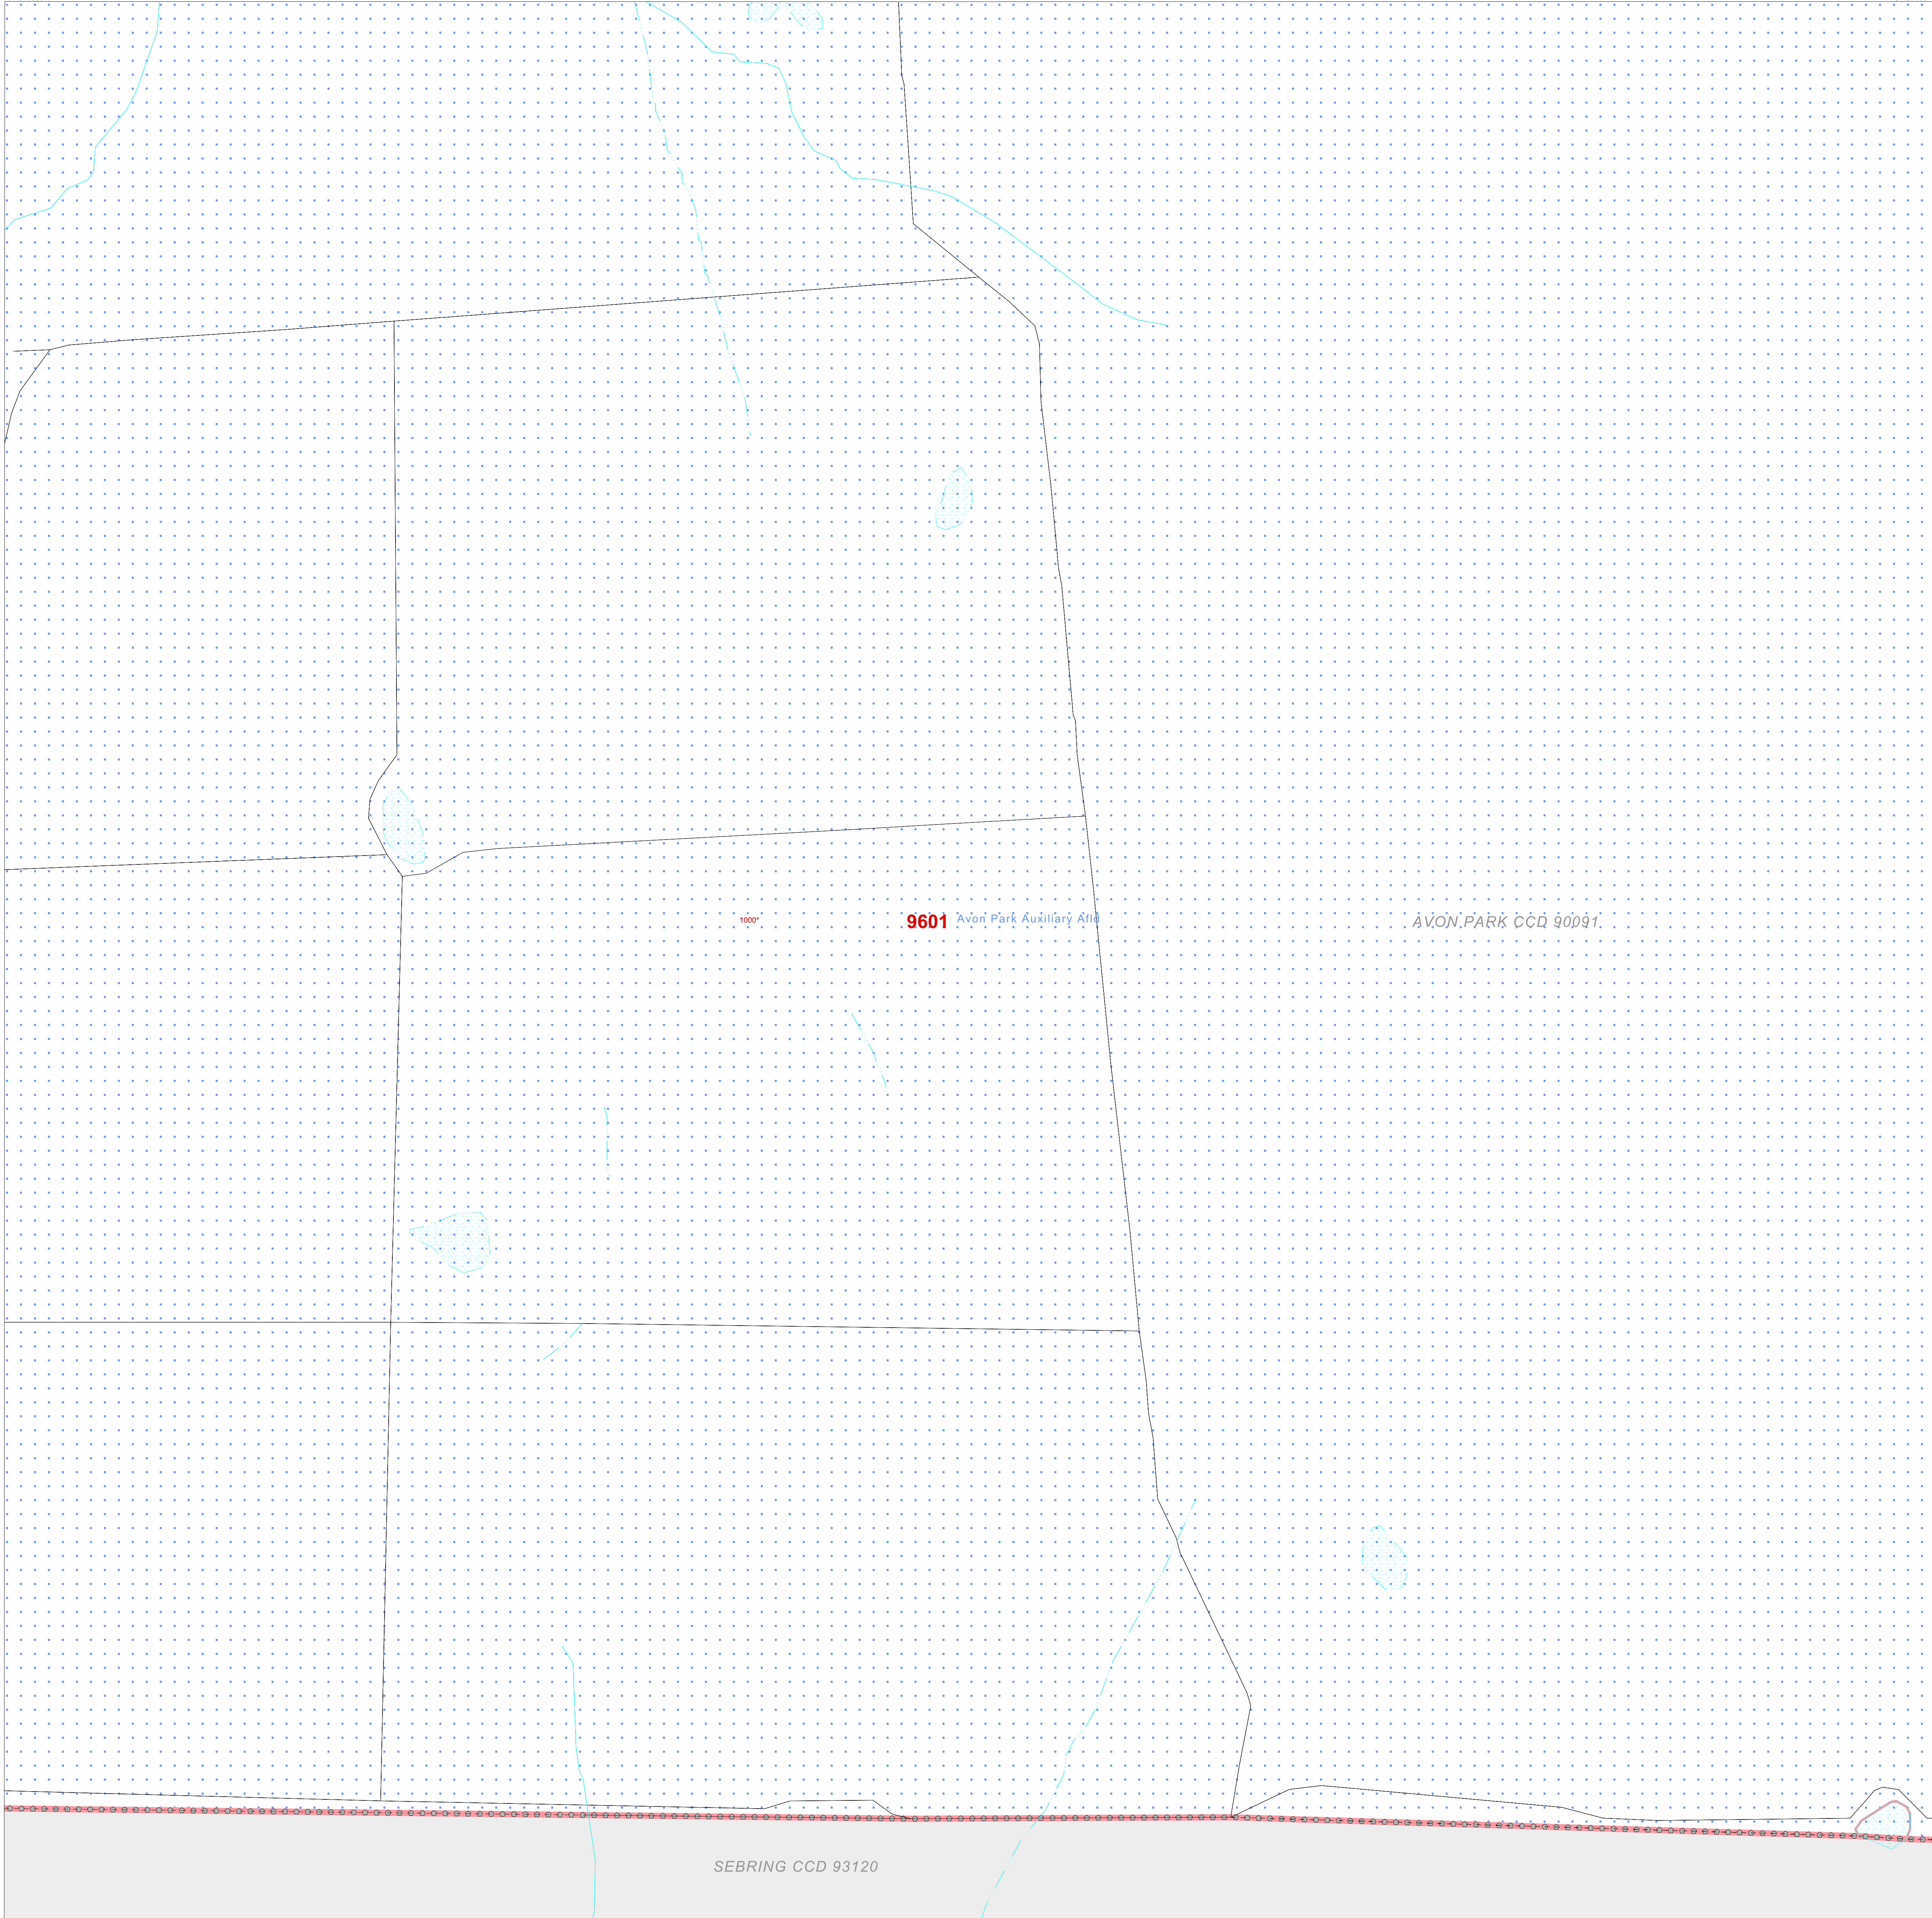 1000*
9601
Avon Park Auxiliary Afld
AVON PARK CCD 90091
SEBRING CCD 93120